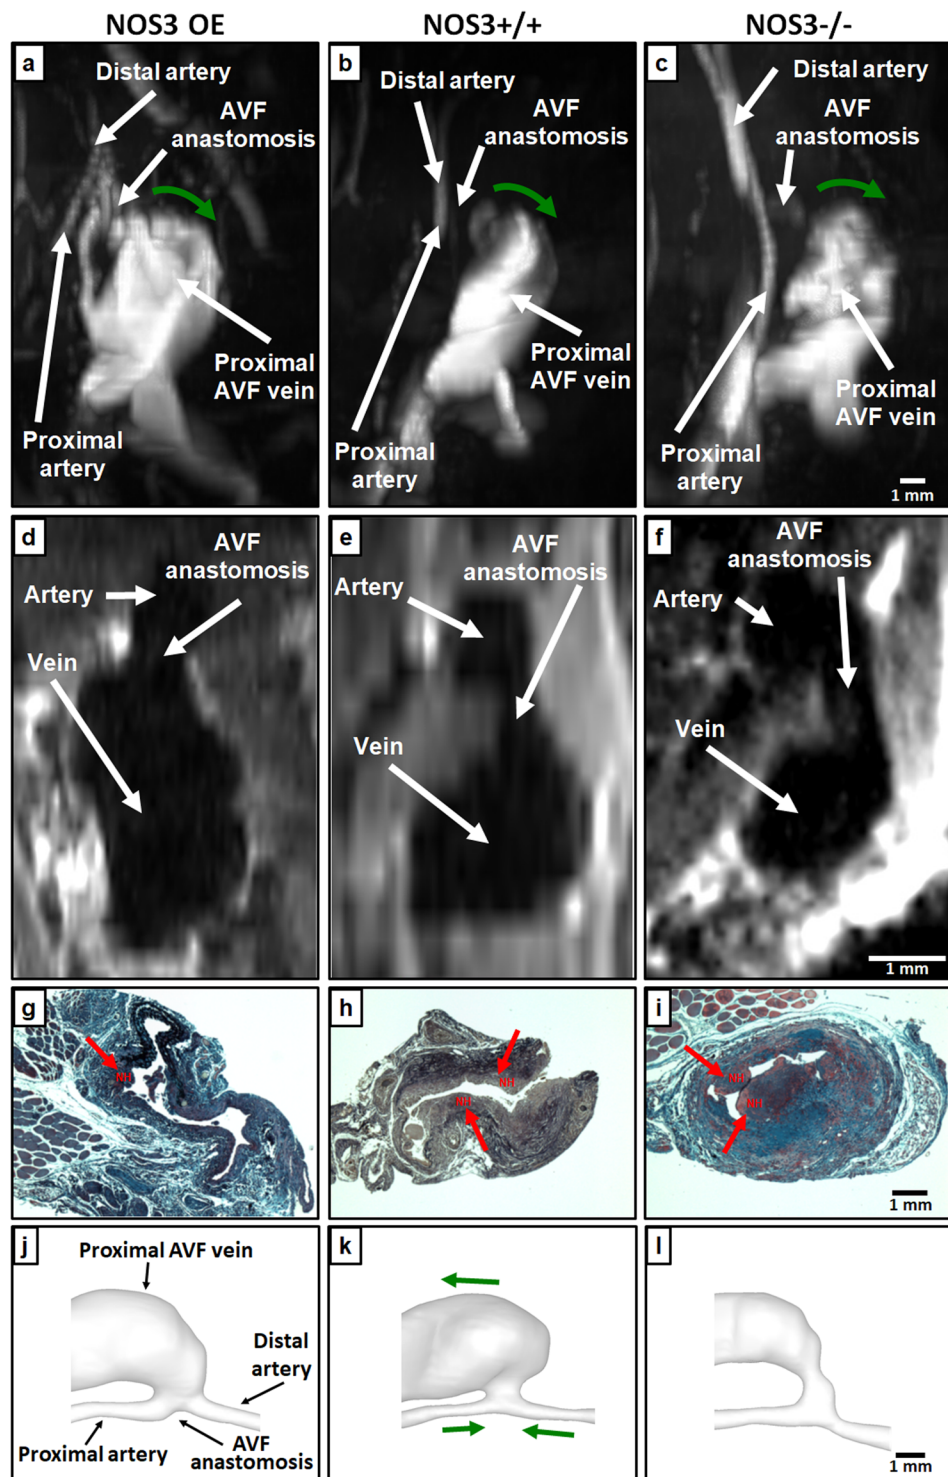 NOS3 OE
NOS3+/+
NOS3-/-
a
Distal artery
AVF
anastomosis
Proximal
AVF vein
Proximal
artery
b
Distal artery
AVF
anastomosis
Proximal
AVF vein
Proximal
artery
c
Distal artery
AVF
anastomosis
Proximal
AVF vein
Proximal
artery
1 mm
d
AVF
anastomosis
Artery
Vein
e
AVF
anastomosis
Artery
Vein
f
AVF
anastomosis
Artery
Vein
1 mm
g
NH
h
NH
NH
i
NH
NH
1 mm
j
Proximal AVF vein
Distal
artery
Proximal artery
AVF
anastomosis
k
l
1 mm